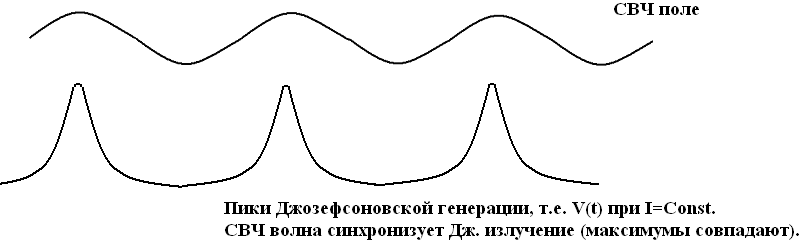 СВЧ поле
Пики Джозефсоновской генерации, т.е. V(t) при I=Const.
СВЧ волна синхронизует Дж. излучение (максимумы совпадают).